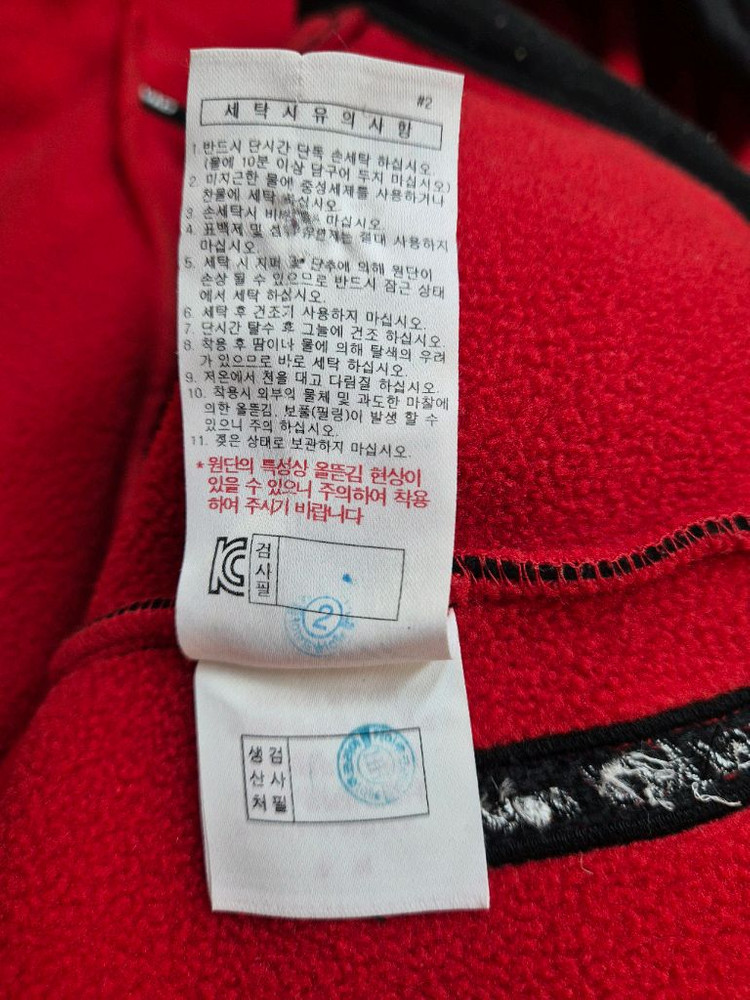 #2
세탁시유의사항
1. 반드시 단시간 단독 손세탁 하십시오.
(물에 10분 이상 담구어 두지 마십시오)
2. 미지근한 물에 중성세제를 사용하거나
찬물에 세탁 하십시오.
3. 손세탁시 마십시오.
4. 표백제 및 절대 사용하지
마십시오.
5. 세탁 시 지퍼 및 단추에 의해 원단이
손상 될 수 있으므로 반드시 잠근 상태
에서 세탁 하십시오.
6. 세탁 후 건조기 사용하지 마십시오.
7. 단시간 탈수 후 그늘에 건조 하십시오.
8. 착용 후 땀이나 물에 의해 탈색의 우려
가 있으므로 바로 세탁 하십시오.
9. 저온에서 천을 대고 다림질 하십시오.
10. 착용시 외부의 물체 및 과도한 마찰에
의한 올뜯김, 보풀(필링)이 발생 할 수
있으니 주의 하십시오.
11. 젖은 상태로 보관하지 마십시오.
* 원단의 특성상 올뜯김 현상이
있을 수 있으니 주의하여 착용
하여 주시기 바랍니다
검사필
2
생산처
검사필